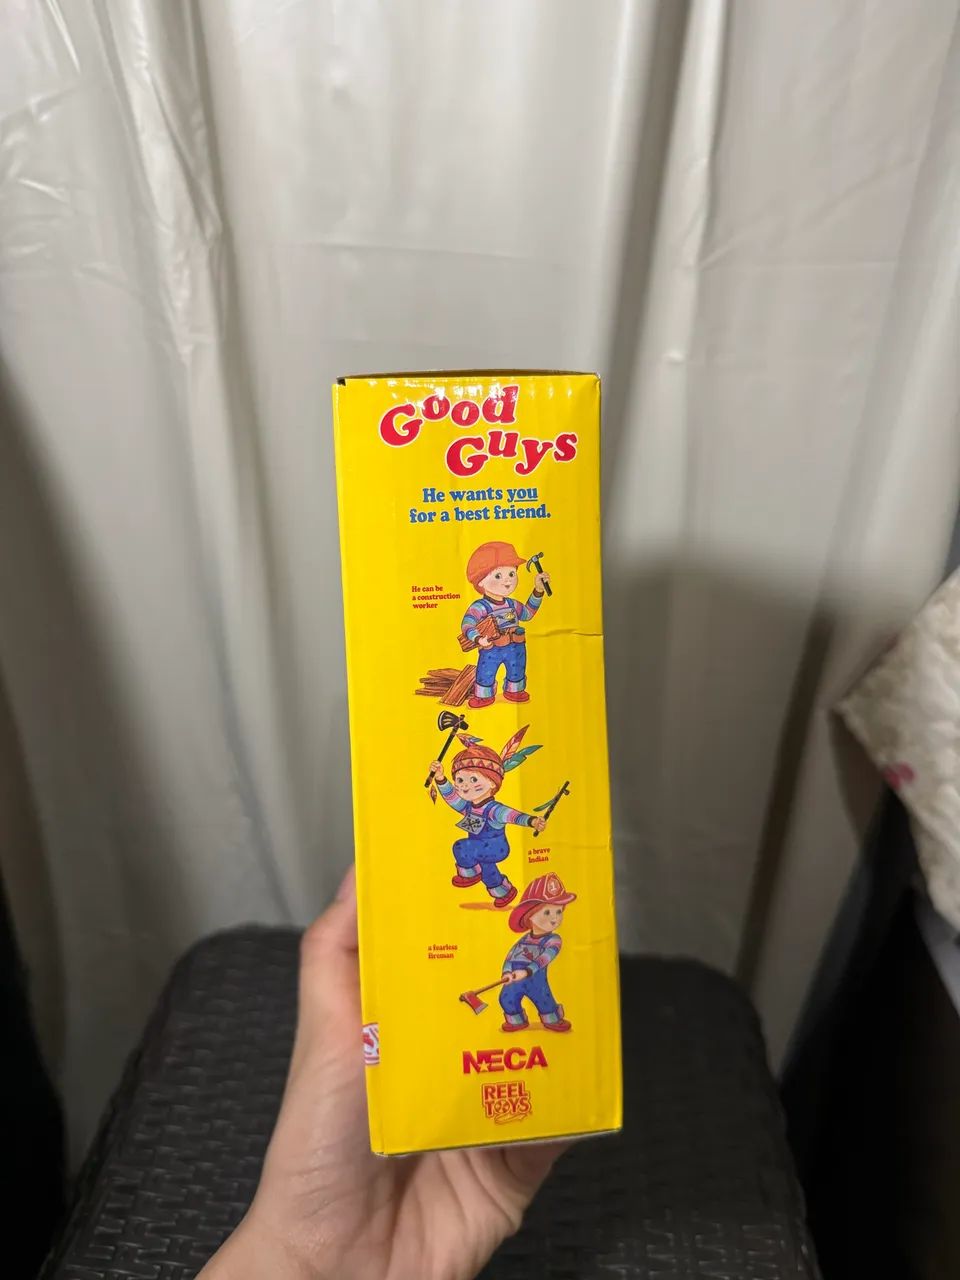 Good
Guys
He wants you
for a best friend.
He can be
a construction
worker
a brave
Indian
1
a fearless
fireman
NECA
REEL
TOYS